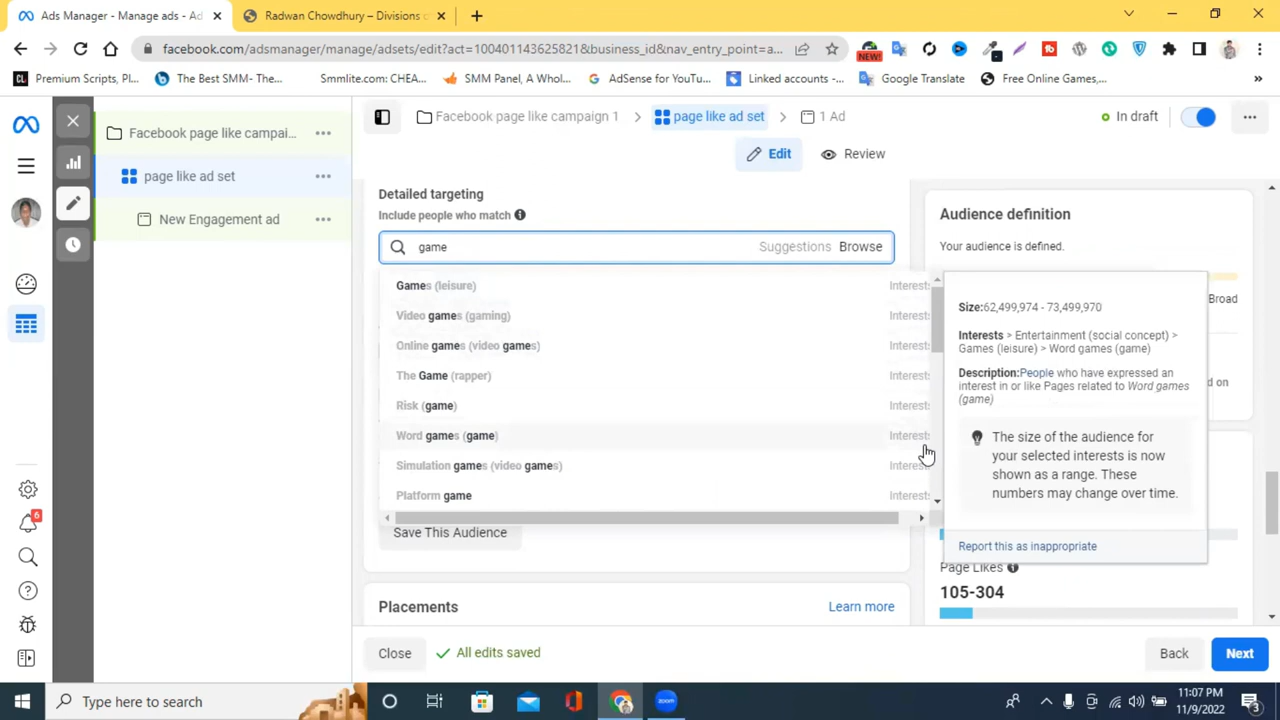 Ads Manager - Manage ads - Ad
Radwan Chowdhury – Divisions o
facebook.com/adsmanager/manage/adsets/edit?act=100401143625821&business_id&nav_entry_point=a...
NEW!
CL Premium Scripts, Pl...
The Best SMM- The...
Smmlite.com: CHEA...
SMM Panel, A Whol...
AdSense for YouTu...
Linked accounts -...
Google Translate
Free Online Games,...
»
Facebook page like campai...
page like ad set
New Engagement ad
Facebook page like campaign 1
page like ad set
1 Ad
In draft
Edit
Review
Detailed targeting
Include people who match
game
Suggestions
Browse
Games (leisure) Interests
Video games (gaming) Interests
Online games (video games) Interests
The Game (rapper) Interests
Risk (game) Interests
Word games (game) Interests
Simulation games (video games) Interests
Platform game Interests
Save This Audience
Placements
Learn more
Close
All edits saved
Back
Next
Audience definition
Your audience is defined.
Broad
Size:62,499,974 - 73,499,970
Interests > Entertainment (social concept) >
Games (leisure) > Word games (game)
Description:People who have expressed an
interest in or like Pages related to Word games
(game)
The size of the audience for
your selected interests is now
shown as a range. These
numbers may change over time.
Report this as inappropriate
d on
Page Likes
105-304
6
Type here to search
11:07 PM
11/9/2022
3
zoom